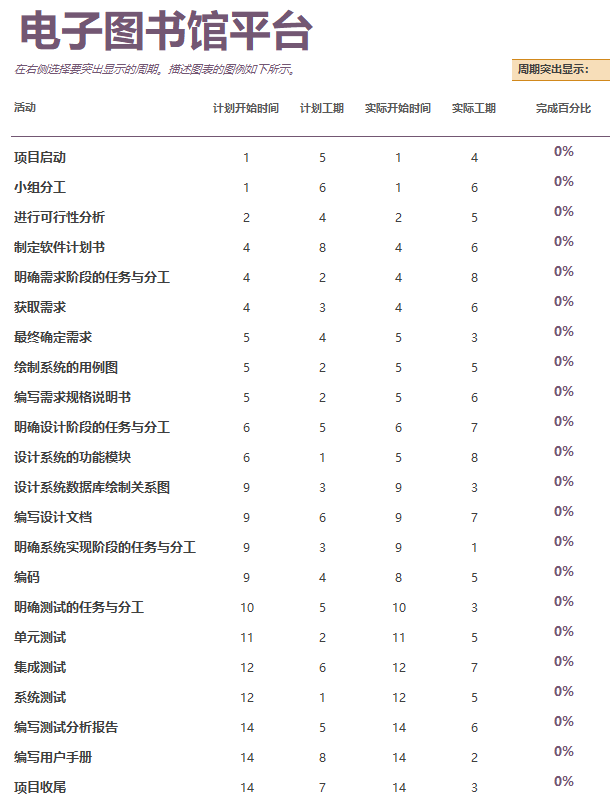 电子图书馆平台
在右侧选择要突出显示的周期。描述图表的图例如下所示。 周期突出显示：
活动 计划开始时间 计划工期 实际开始时间 实际工期 完成百分比
项目启动 1 5 1 4 0%
小组分工 1 6 1 6 0%
进行可行性分析 2 4 2 5 0%
制定软件计划书 4 8 4 6 0%
明确需求阶段的任务与分工 4 2 4 8 0%
获取需求 4 3 4 6 0%
最终确定需求 5 4 5 3 0%
绘制系统的用例图 5 2 5 5 0%
编写需求规格说明书 5 2 5 6 0%
明确设计阶段的任务与分工 6 5 6 7 0%
设计系统的功能模块 6 1 5 8 0%
设计系统数据库绘制关系图 9 3 9 3 0%
编写设计文档 9 6 9 7 0%
明确系统实现阶段的任务与分工 9 3 9 1 0%
编码 9 4 8 5 0%
明确测试的任务与分工 10 5 10 3 0%
单元测试 11 2 11 5 0%
集成测试 12 6 12 7 0%
系统测试 12 1 12 5 0%
编写测试分析报告 14 5 14 6 0%
编写用户手册 14 8 14 2 0%
项目收尾 14 7 14 3 0%